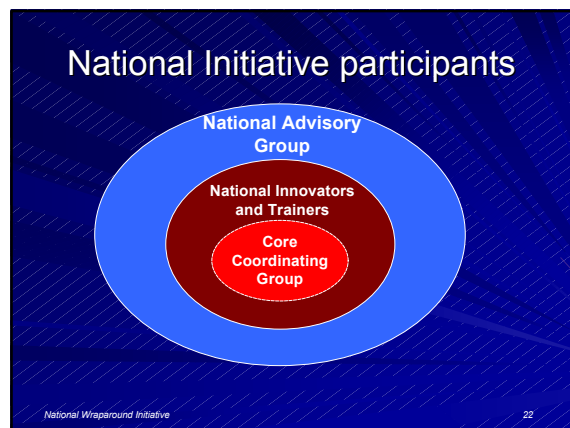 National Initiative participants
National Advisory
Group
National Innovators
and Trainers
Core
Coordinating
Group
National Wraparound Initiative
22